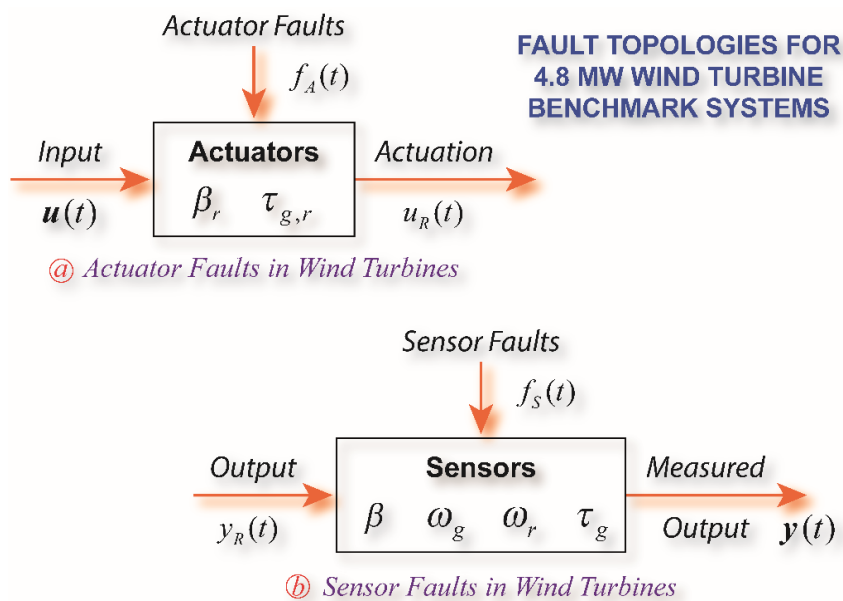 Actuator Faults
f_A(t)
FAULT TOPOLOGIES FOR
4.8 MW WIND TURBINE
BENCHMARK SYSTEMS
Input
u(t)
Actuators
β_r τ_{g,r}
Actuation
u_R(t)
ⓐ Actuator Faults in Wind Turbines
Sensor Faults
f_S(t)
Output
y_R(t)
Sensors
β ω_g ω_r τ_g
Measured
Output y(t)
ⓑ Sensor Faults in Wind Turbines